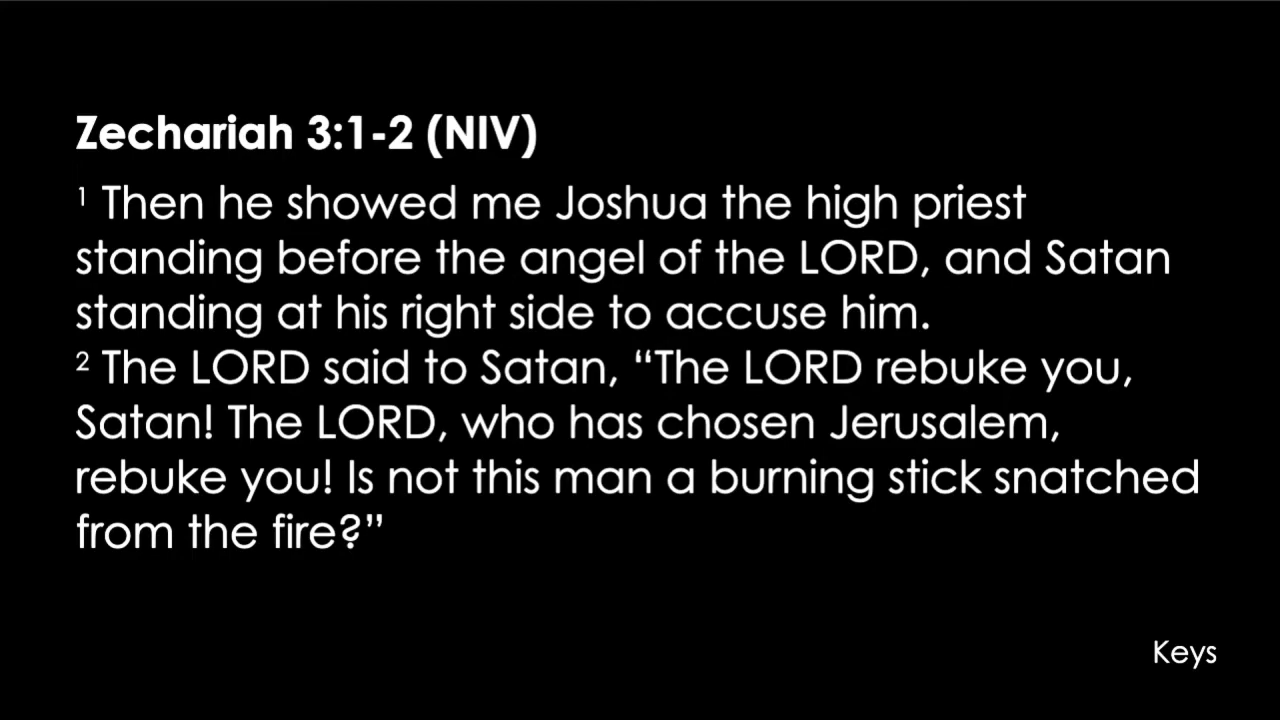 Zechariah 3:1-2 (NIV)
¹ Then he showed me Joshua the high priest
standing before the angel of the LORD, and Satan
standing at his right side to accuse him.
² The LORD said to Satan, “The LORD rebuke you,
Satan! The LORD, who has chosen Jerusalem,
rebuke you! Is not this man a burning stick snatched
from the fire?”
Keys